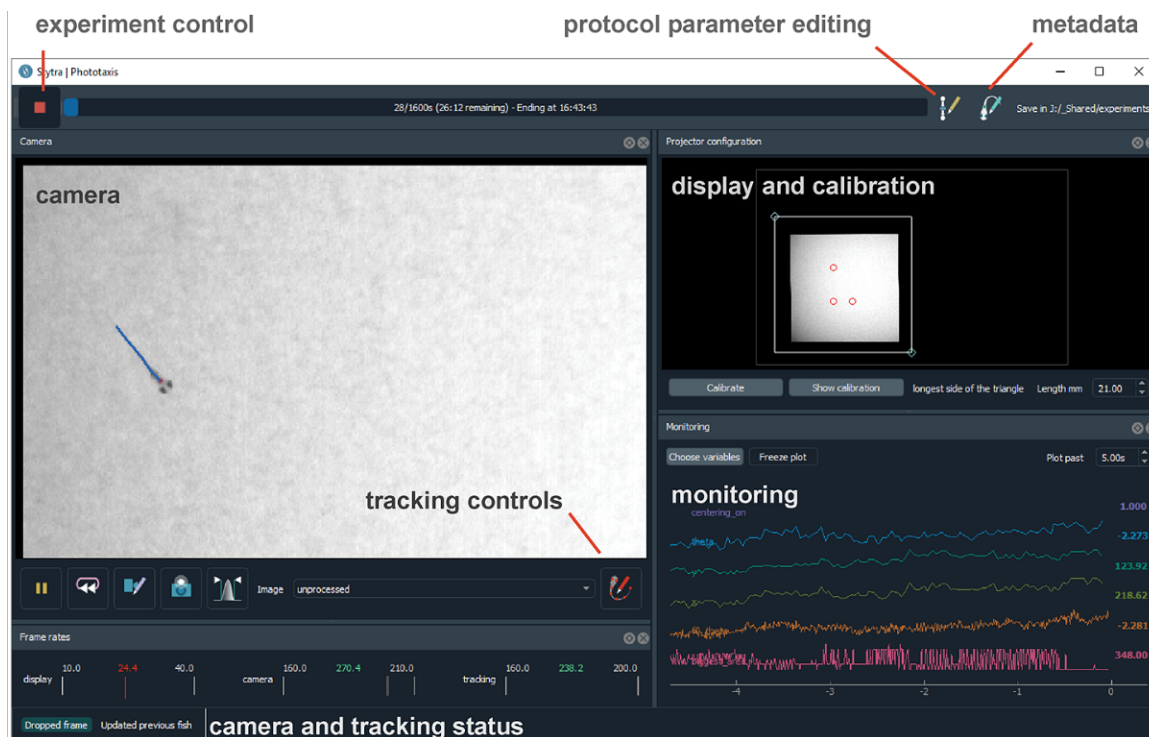 experiment control
protocol parameter editing
metadata
Stytra | Phototaxis
28/1600s (26:12 remaining) - Ending at 16:43:43
Save in J:/_Shared/experiments
Camera
Projector configuration
camera
display and calibration
Calibrate
Show calibration
longest side of the triangle
Length mm
21.00
Monitoring
Choose variables
Freeze plot
Plot past
5.00s
tracking controls
monitoring
centering_on
1.000
theta
-2.273
y
123.92
x
218.62
-2.281
biggest_area
348.00
-4
-3
-2
-1
0
Image
unprocessed
Frame rates
display
10.0
24.4
40.0
camera
150.0
270.4
210.0
tracking
160.0
238.2
200.0
Dropped frame
Updated previous fish
camera and tracking status